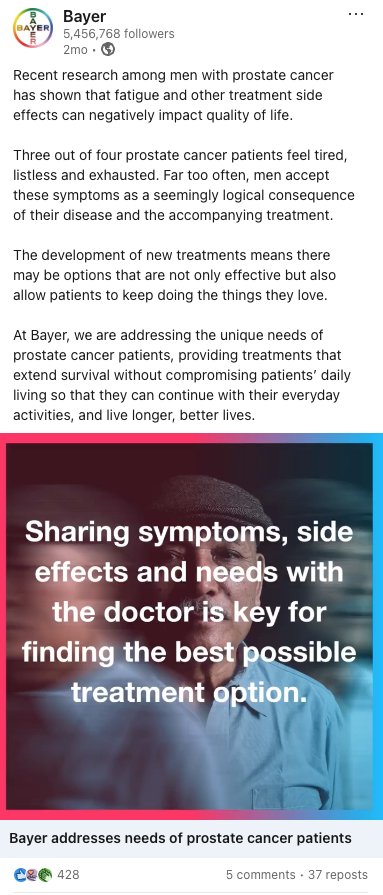 Bayer
5,456,768 followers
2mo •
Recent research among men with prostate cancer
has shown that fatigue and other treatment side
effects can negatively impact quality of life.
Three out of four prostate cancer patients feel tired,
listless and exhausted. Far too often, men accept
these symptoms as a seemingly logical consequence
of their disease and the accompanying treatment.
The development of new treatments means there
may be options that are not only effective but also
allow patients to keep doing the things they love.
At Bayer, we are addressing the unique needs of
prostate cancer patients, providing treatments that
extend survival without compromising patients’ daily
living so that they can continue with their everyday
activities, and live longer, better lives.
Sharing symptoms, side
effects and needs with
the doctor is key for
finding the best possible
treatment option.
Bayer addresses needs of prostate cancer patients
428
5 comments • 37 reposts
BAYER
BAYER